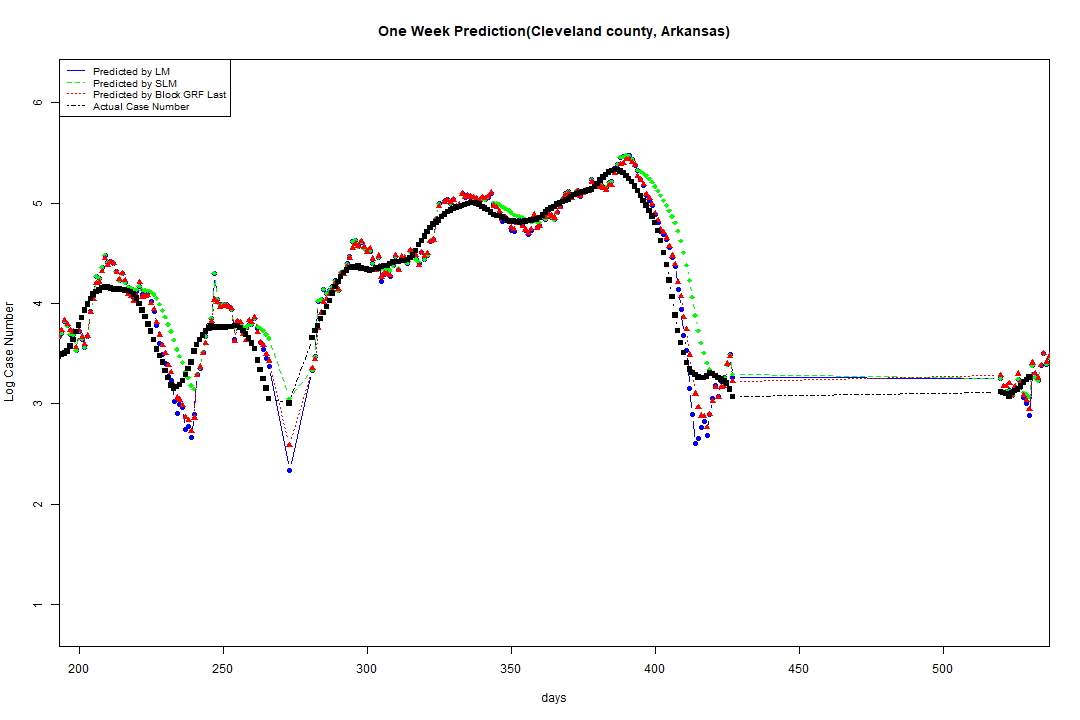 One Week Prediction(Cleveland county, Arkansas)
Predicted by LM
Predicted by SLM
Predicted by Block GRF Last
Actual Case Number
6
5
4
3
2
1
Log Case Number
200 250 300 350 400 450 500
days